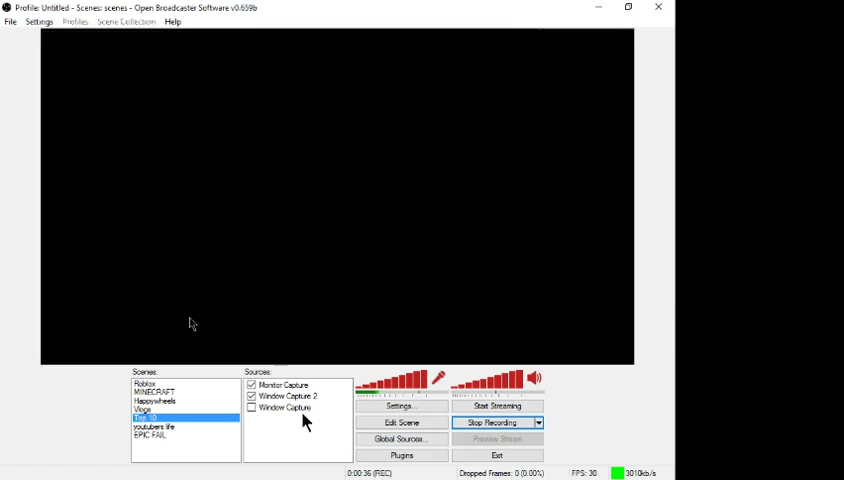 Profile: Untitled - Scenes: scenes - Open Broadcaster Software v0.659b
File Settings Profiles Scene Collection Help
Scenes: Sources:
Roblox
MINECRAFT
Happywheels
Vlogs
Top 10
youtubers life
EPIC FAIL
Monitor Capture
Window Capture 2
Window Capture
Settings... Start Streaming
Edit Scene Stop Recording
Global Sources... Preview Stream
Plugins Exit
0:00:36 (REC) Dropped Frames: 0 (0.00%) FPS: 30 3010kb/s